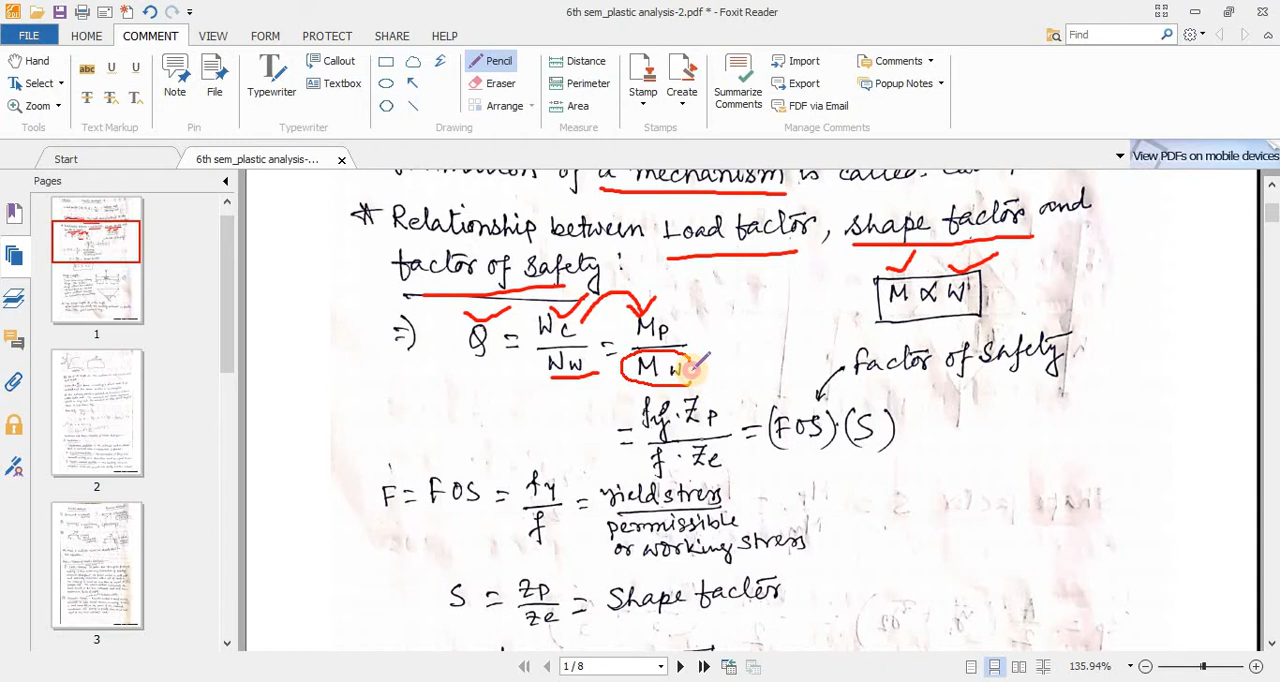 6th sem_plastic analysis-2.pdf * - Foxit Reader
FILE HOME COMMENT VIEW FORM PROTECT SHARE HELP
Find
Hand
Select
Zoom
Tools
abc U U
T T T
Text Markup
Note File
Pin
Typewriter
Callout
Textbox
Typewriter
Pencil
Eraser
Arrange
Drawing
Distance
Perimeter
Area
Measure
Stamp Create
Stamps
Summarize Comments
Import
Export
FDF via Email
Comments
Popup Notes
Manage Comments
Start
6th sem_plastic analysis-...
View PDFs on mobile devices
Pages
1
2
3
of a mechanism is called
* Relationship between Load factor, shape factor and
factor of Safety :
M ∝ W
=) Q = Wc / Ww = Mp / Mw
factor of Safety
= fy . Zp / f . Ze = (FOS).(S)
F = FOS = fy / f = yield stress / permissible
or working stress
S = Zp / Ze = Shape factor
1 / 8
135.94%